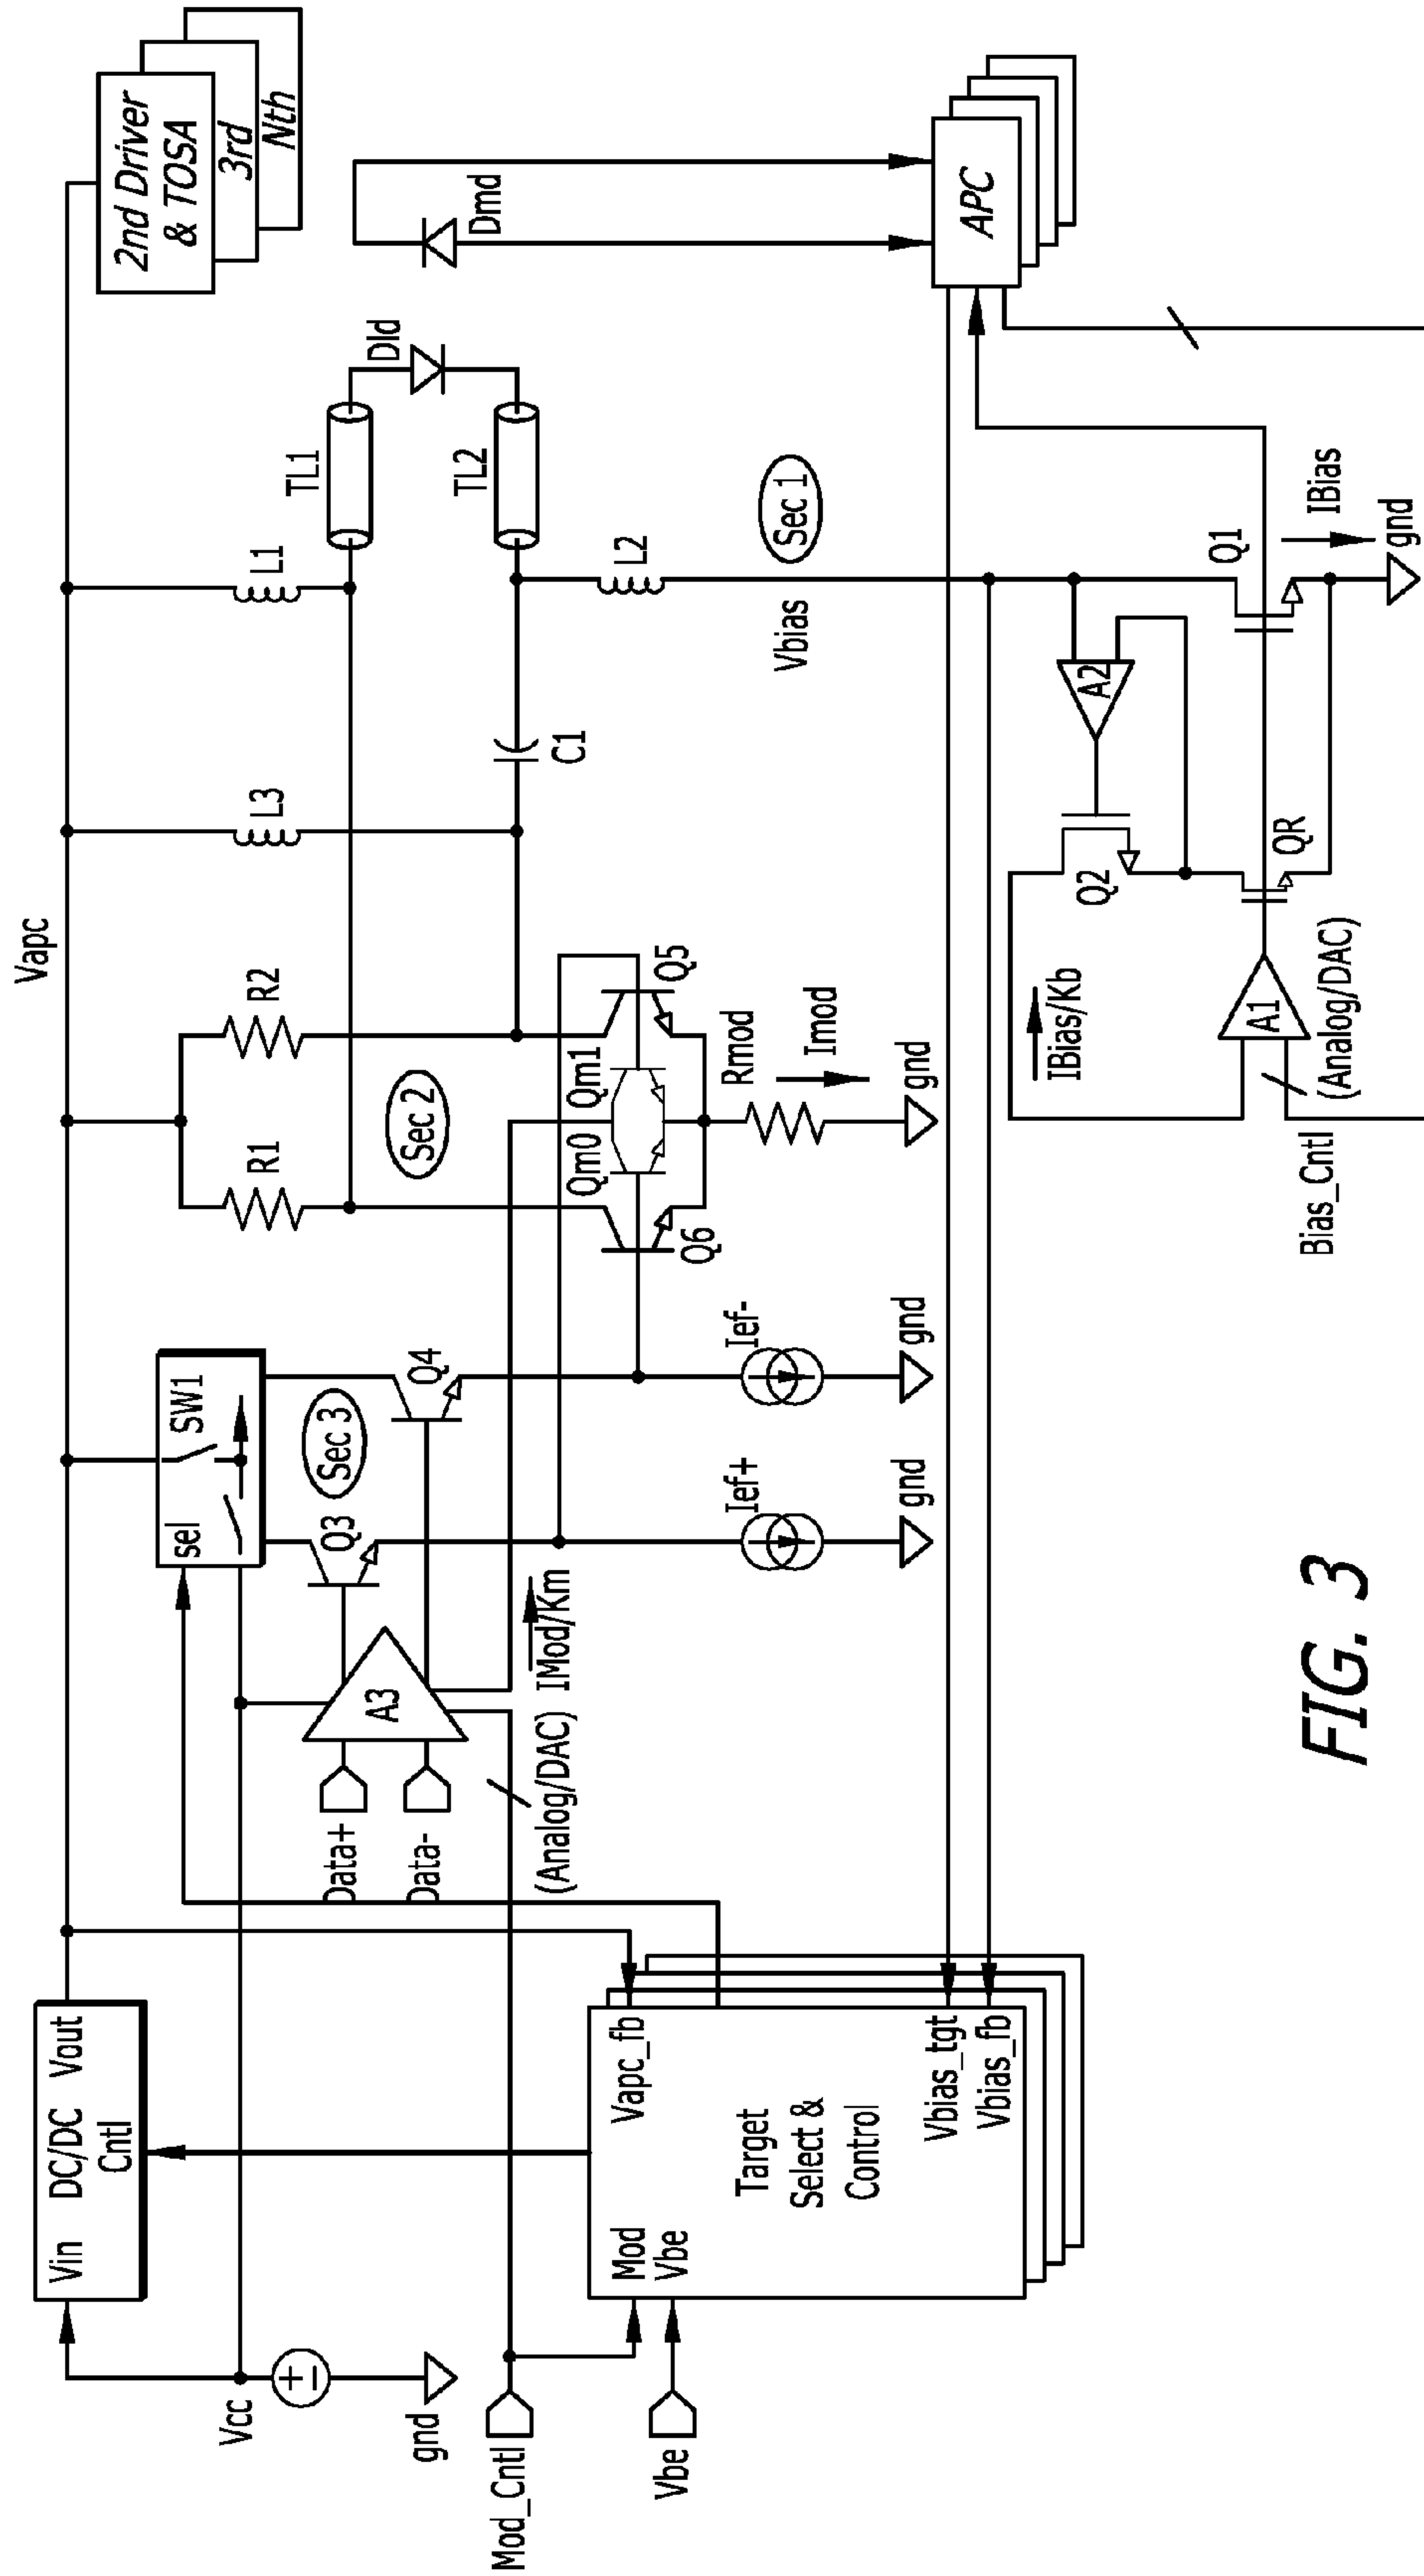 Vapc
2nd Driver
& TOSA
3rd
Nth
Vin
DC/DC
Vout
Cntl
sel
SW1
R1
R2
L3
L1
TL1
Dld
TL2
Dmd
Vcc
gnd
Data+
Data-
A3
Q3
Sec 3
Q4
Sec 2
Qm0
Qm1
Q6
Q5
C1
L2
Sec 1
Vbias
APC
Mod_Cntl
(Analog/DAC)
IMod/Km
Ief+
Ief-
gnd
gnd
Rmod
Imod
gnd
Vbe
Mod
Vbe
Vapc_fb
Target
Select &
Control
Vbias_tgt
Vbias_fb
A2
Q2
IBias/Kb
QR
Q1
IBias
gnd
A1
(Analog/DAC)
Bias_Cntl
FIG. 3